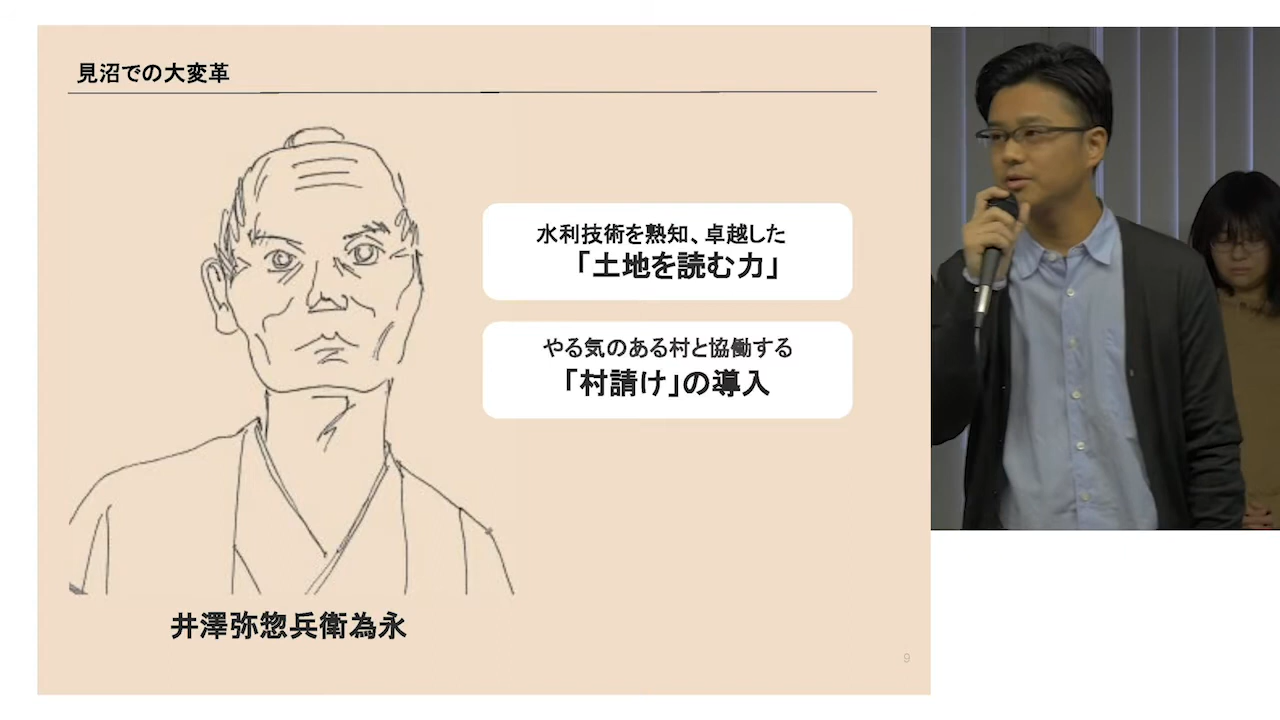 見沼での大変革
水利技術を熟知、卓越した
「土地を読む力」
やる気のある村と協働する
「村請け」の導入
井澤弥惣兵衛為永
9